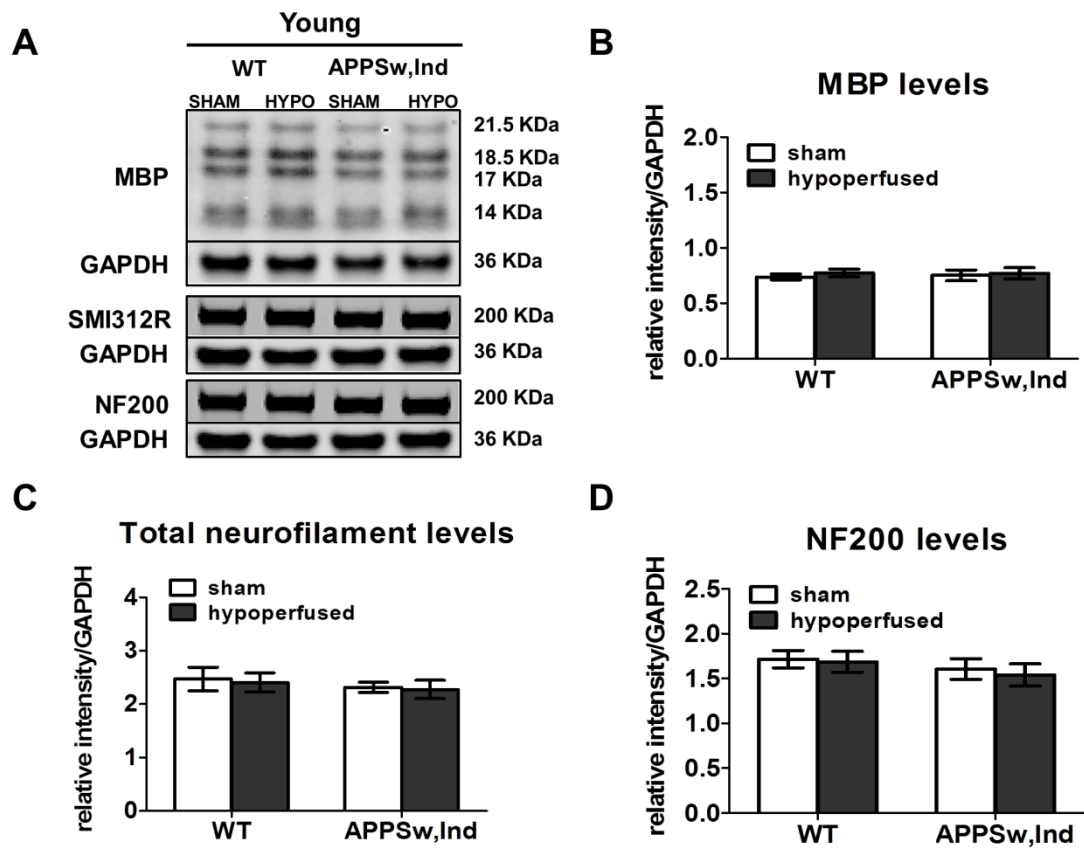 A
Young
WT APPSw,Ind
SHAM HYPO SHAM HYPO
MBP
21.5 KDa
18.5 KDa
17 KDa
14 KDa
GAPDH 36 KDa
SMI312R 200 KDa
GAPDH 36 KDa
NF200 200 KDa
GAPDH 36 KDa
B
MBP levels
relative intensity/GAPDH
2.0
1.5
1.0
0.5
0.0
sham
hypoperfused
WT APPSw,Ind
C
Total neurofilament levels
relative intensity/GAPDH
4
3
2
1
0
sham
hypoperfused
WT APPSw,Ind
D
NF200 levels
relative intensity/GAPDH
2.5
2.0
1.5
1.0
0.5
0.0
sham
hypoperfused
WT APPSw,Ind